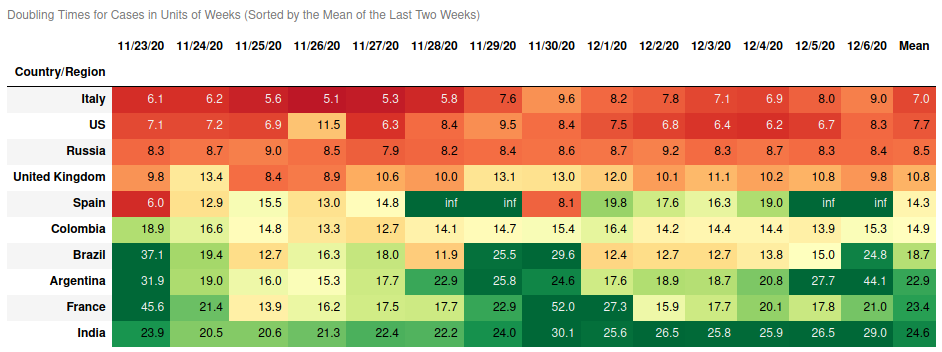 Doubling Times for Cases in Units of Weeks (Sorted by the Mean of the Last Two Weeks)
11/23/20 11/24/20 11/25/20 11/26/20 11/27/20 11/28/20 11/29/20 11/30/20 12/1/20 12/2/20 12/3/20 12/4/20 12/5/20 12/6/20 Mean
Country/Region
Italy 6.1 6.2 5.6 5.1 5.3 5.8 7.6 9.6 8.2 7.8 7.1 6.9 8.0 9.0 7.0
US 7.1 7.2 6.9 11.5 6.3 8.4 9.5 8.4 7.5 6.8 6.4 6.2 6.7 8.3 7.7
Russia 8.3 8.7 9.0 8.5 7.9 8.2 8.4 8.6 8.7 9.2 8.3 8.7 8.3 8.4 8.5
United Kingdom 9.8 13.4 8.4 8.9 10.6 10.0 13.1 13.0 12.0 10.1 11.1 10.2 10.8 9.8 10.8
Spain 6.0 12.9 15.5 13.0 14.8 inf inf 8.1 19.8 17.6 16.3 19.0 inf inf 14.3
Colombia 18.9 16.6 14.8 13.3 12.7 14.1 14.7 15.4 16.4 14.2 14.4 14.4 13.9 15.3 14.9
Brazil 37.1 19.4 12.7 16.3 18.0 11.9 25.5 29.6 12.4 12.7 12.7 13.8 15.0 24.8 18.7
Argentina 31.9 19.0 16.0 15.3 17.7 22.9 25.8 24.6 17.6 18.9 18.7 20.8 27.7 44.1 22.9
France 45.6 21.4 13.9 16.2 17.5 17.7 22.9 52.0 27.3 15.9 17.7 20.1 17.8 21.0 23.4
India 23.9 20.5 20.6 21.3 22.4 22.2 24.0 30.1 25.6 26.5 25.8 25.9 26.5 29.0 24.6